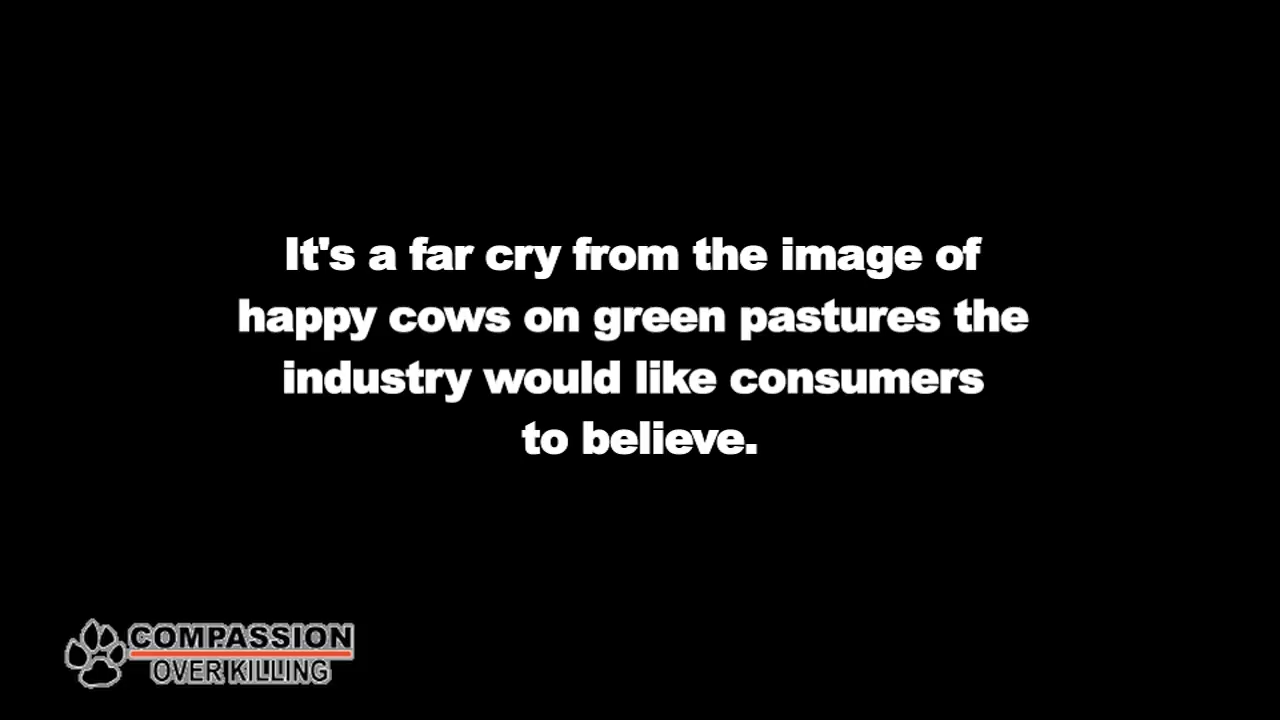 It's a far cry from the image of
happy cows on green pastures the
industry would like consumers
to believe.
COMPASSION
OVER KILLING